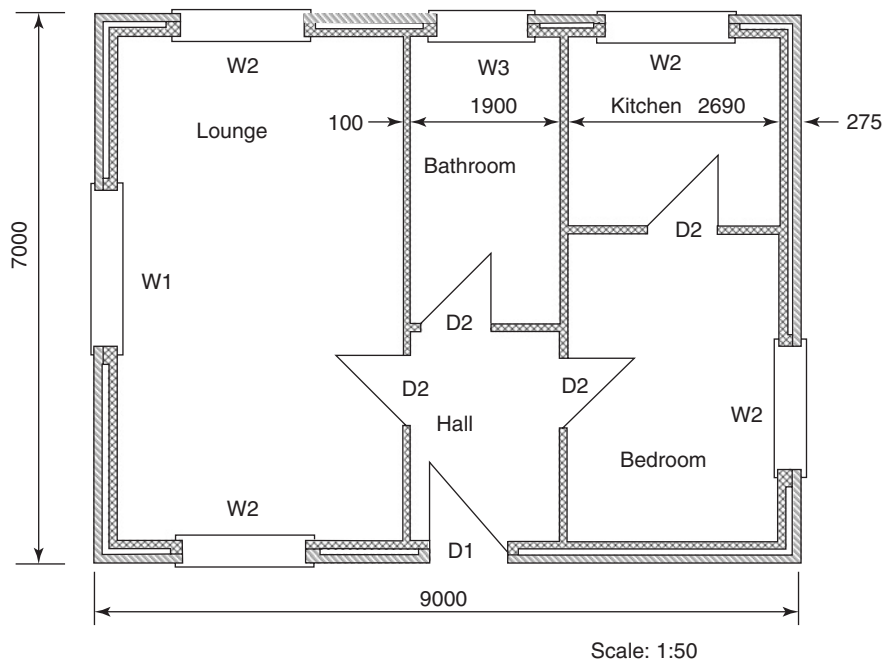 W2
W3
W2
Lounge
100
1900
Kitchen 2690
275
Bathroom
7000
D2
W1
D2
D2
D2
Hall
W2
Bedroom
W2
D1
9000
Scale: 1:50